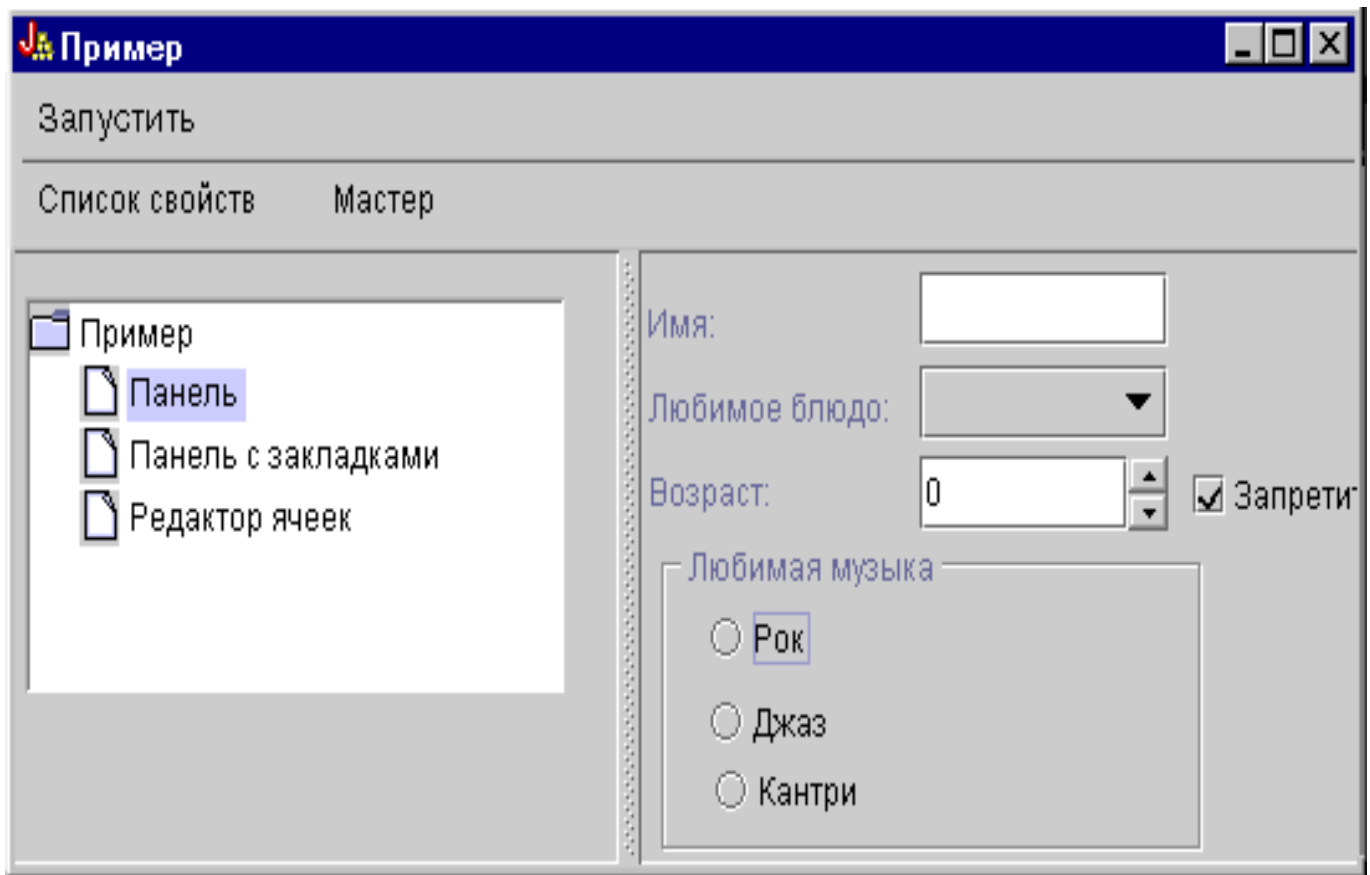 Пример
Запустить
Список свойств Мастер
Пример
Панель
Панель с закладками
Редактор ячеек
Имя:
Любимое блюдо:
Возраст: 0 Запретит
Любимая музыка
Рок
Джаз
Кантри